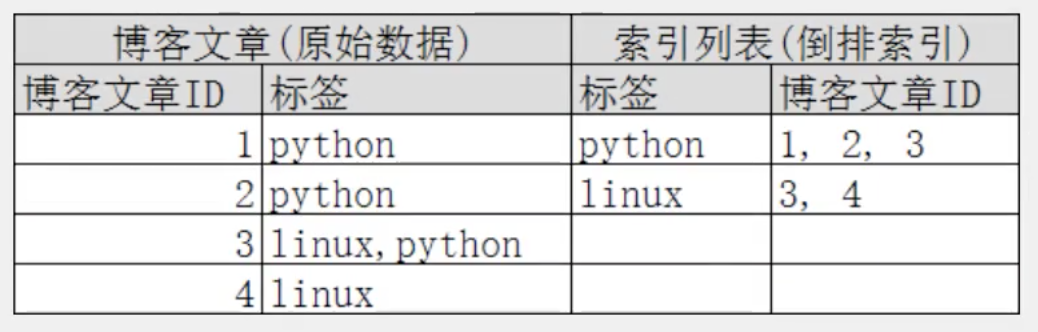 博客文章(原始数据) 索引列表(倒排索引)
博客文章ID 标签 标签 博客文章ID
1 python python 1, 2, 3
2 python linux 3, 4
3 linux,python
4 linux